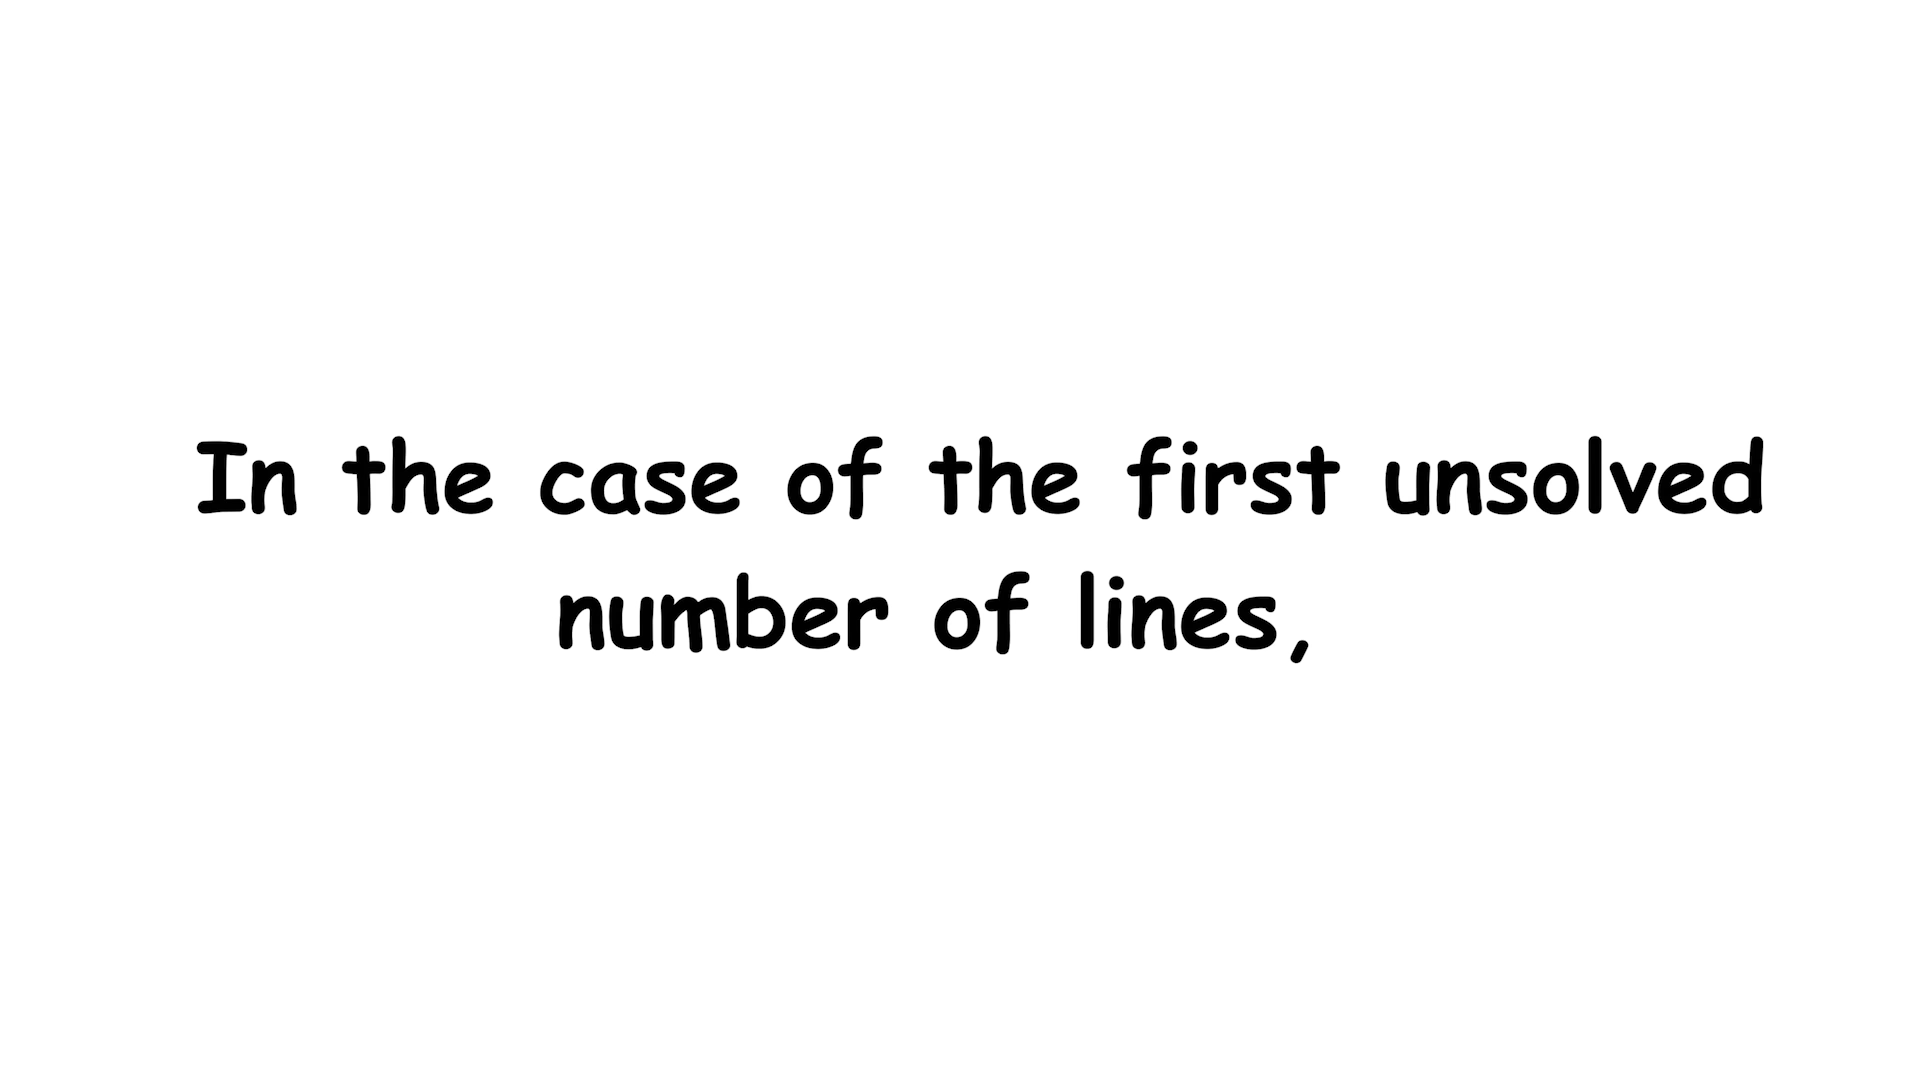 In the case of the first unsolved
number of lines,